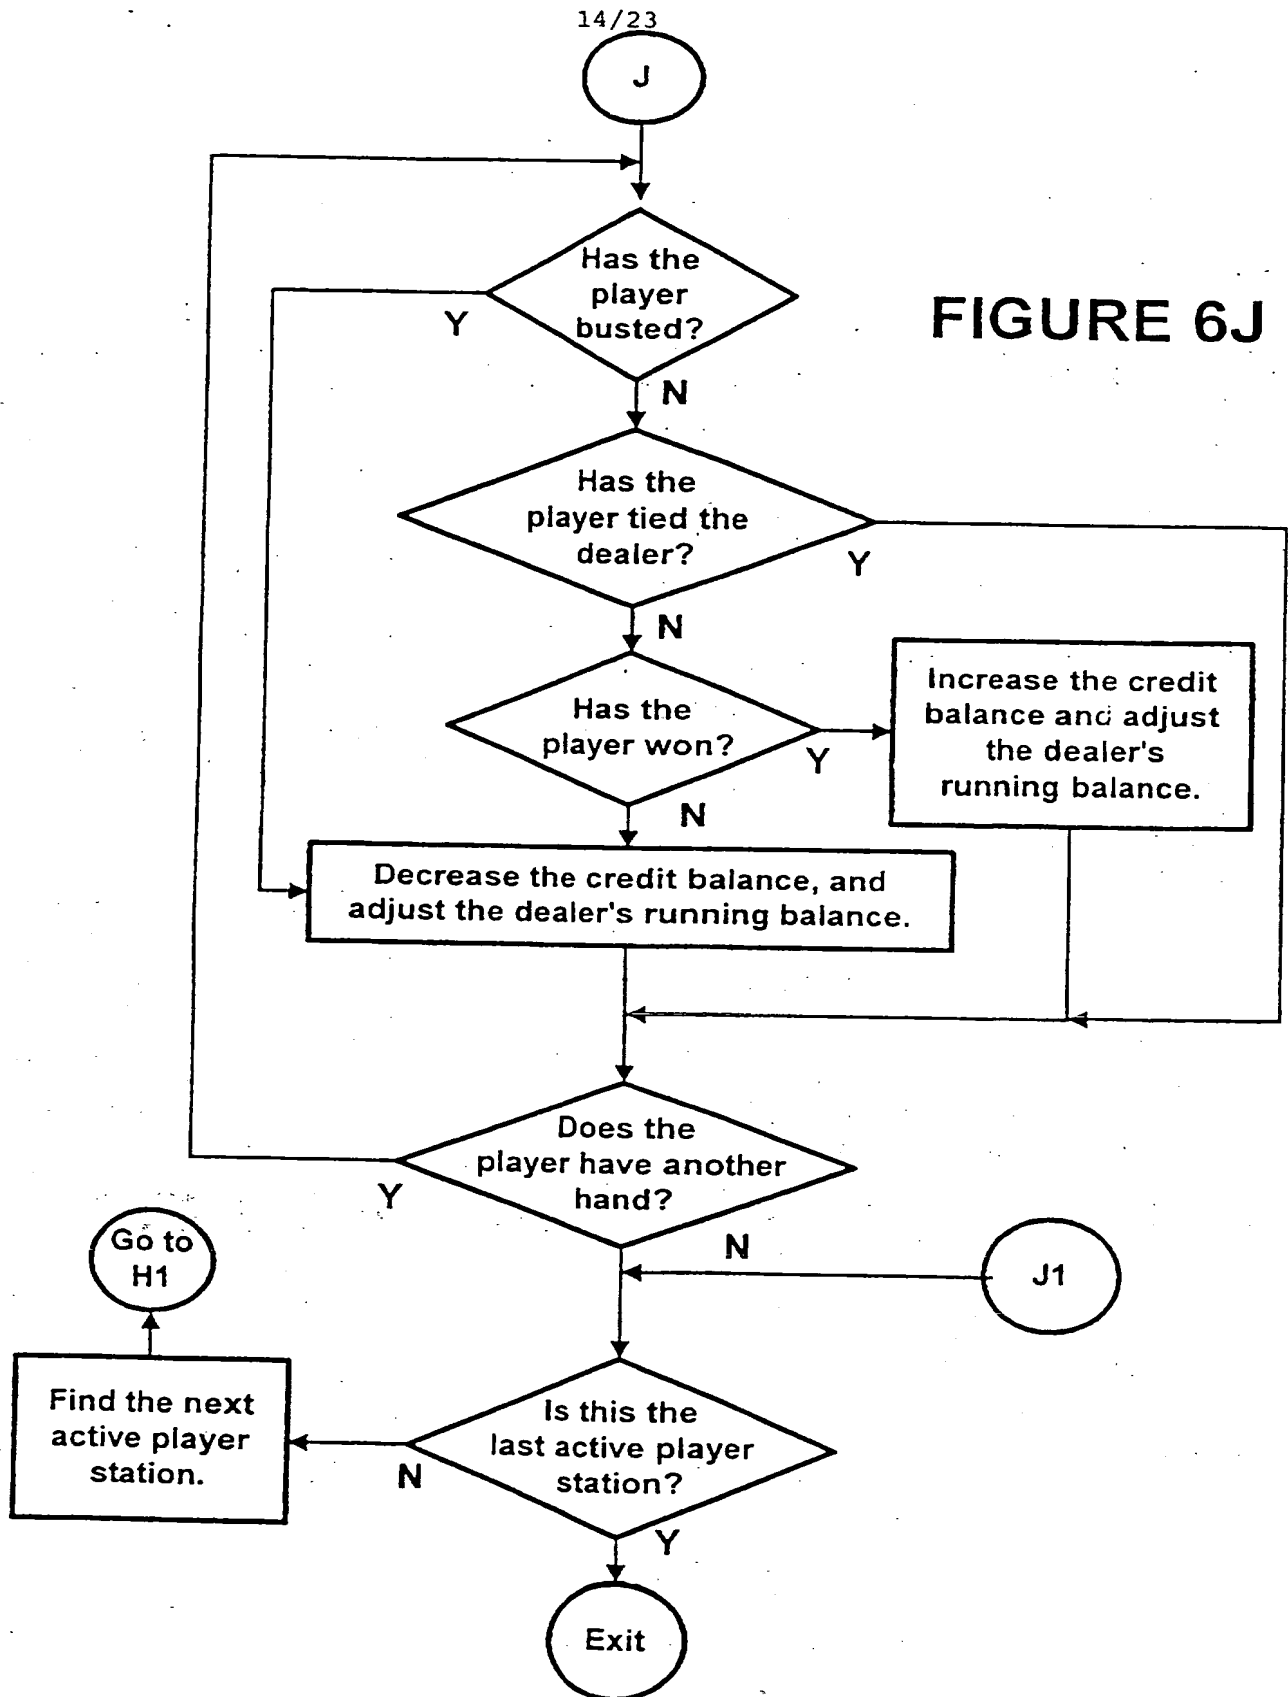 14/23
J
Has the
player
busted?
Y
FIGURE 6J
N
Has the
player tied the
dealer?
Y
N
Has the
player won?
Y
Increase the credit
balance and adjust
the dealer's
running balance.
N
Decrease the credit balance, and
adjust the dealer's running balance.
Does the
player have another
hand?
Y
N
Go to
H1
J1
Find the next
active player
station.
Is this the
last active player
station?
N
Y
Exit